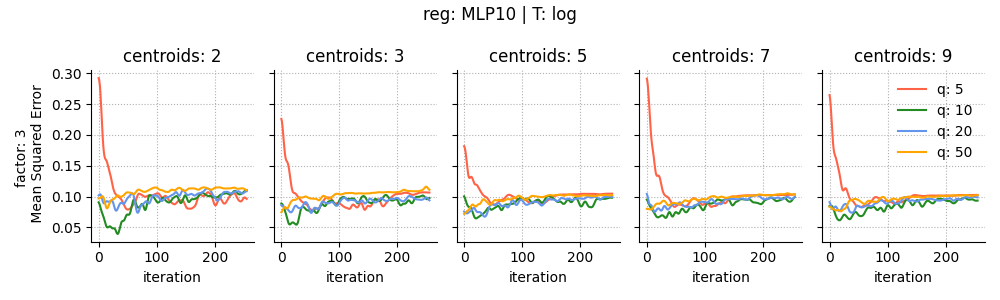 reg: MLP10 | T: log
centroids: 2
centroids: 3
centroids: 5
centroids: 7
centroids: 9
factor: 3
Mean Squared Error
0.30
0.25
0.20
0.15
0.10
0.05
q: 5
q: 10
q: 20
q: 50
0 100 200
0 100 200
0 100 200
0 100 200
0 100 200
iteration
iteration
iteration
iteration
iteration